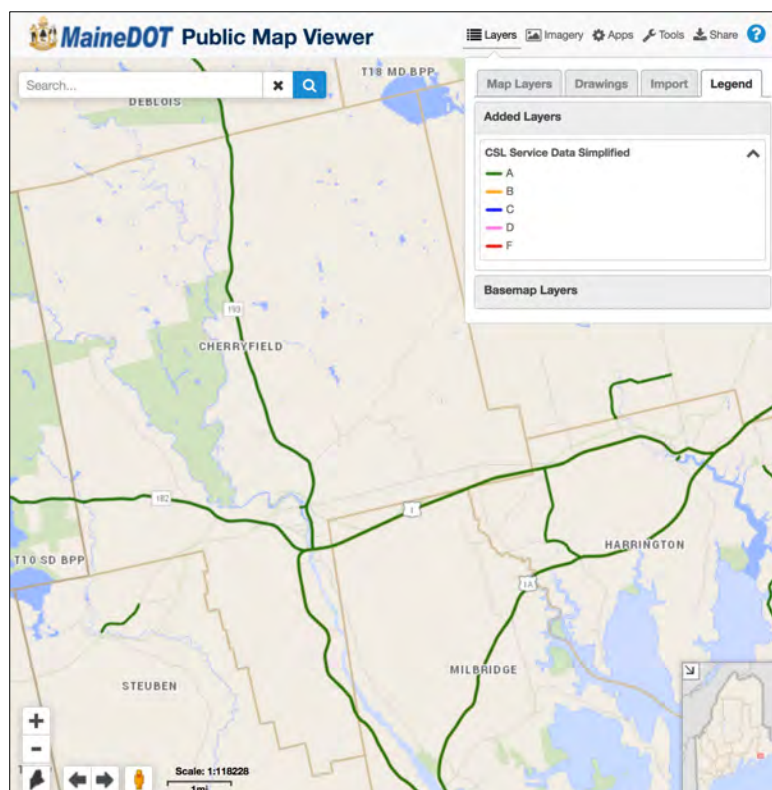 MaineDOT Public Map Viewer
Layers Imagery Apps Tools Share ?
Search...
T18 MD BPP
DEBLOIS
Map Layers Drawings Import Legend
Added Layers
CSL Service Data Simplified
A
B
C
D
F
Basemap Layers
193
CHERRYFIELD
182
1
HARRINGTON
T10 SD BPP
1A
MILBRIDGE
STEUBEN
Scale: 1:118228
1mi